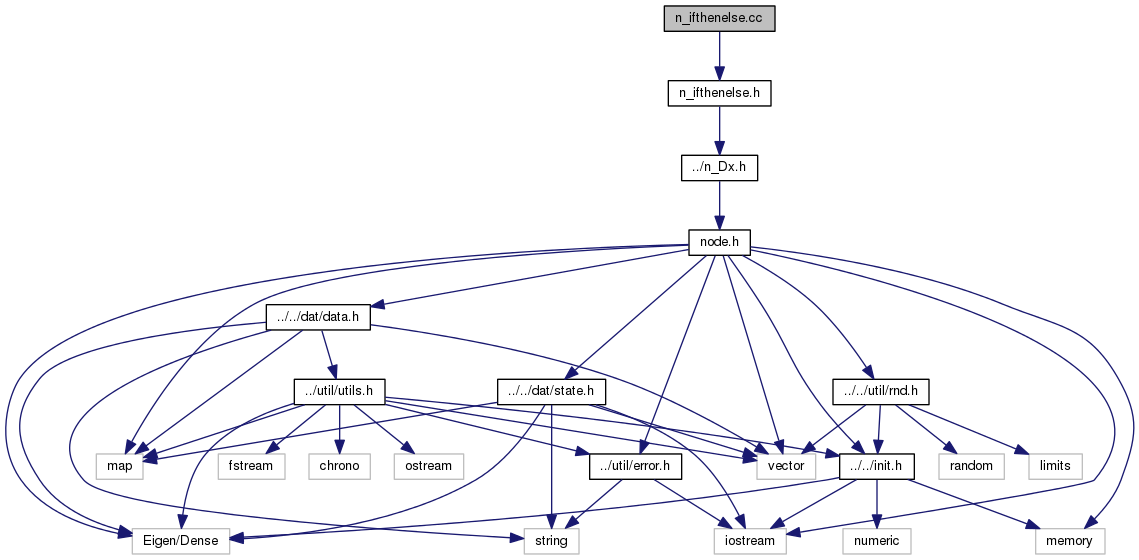 n_ifthenelse.cc
n_ifthenelse.h
../n_Dx.h
node.h
../../dat/data.h
../util/utils.h
../../dat/state.h
../../util/rnd.h
map
fstream
chrono
ostream
../util/error.h
vector
../../init.h
random
limits
Eigen/Dense
string
iostream
numeric
memory